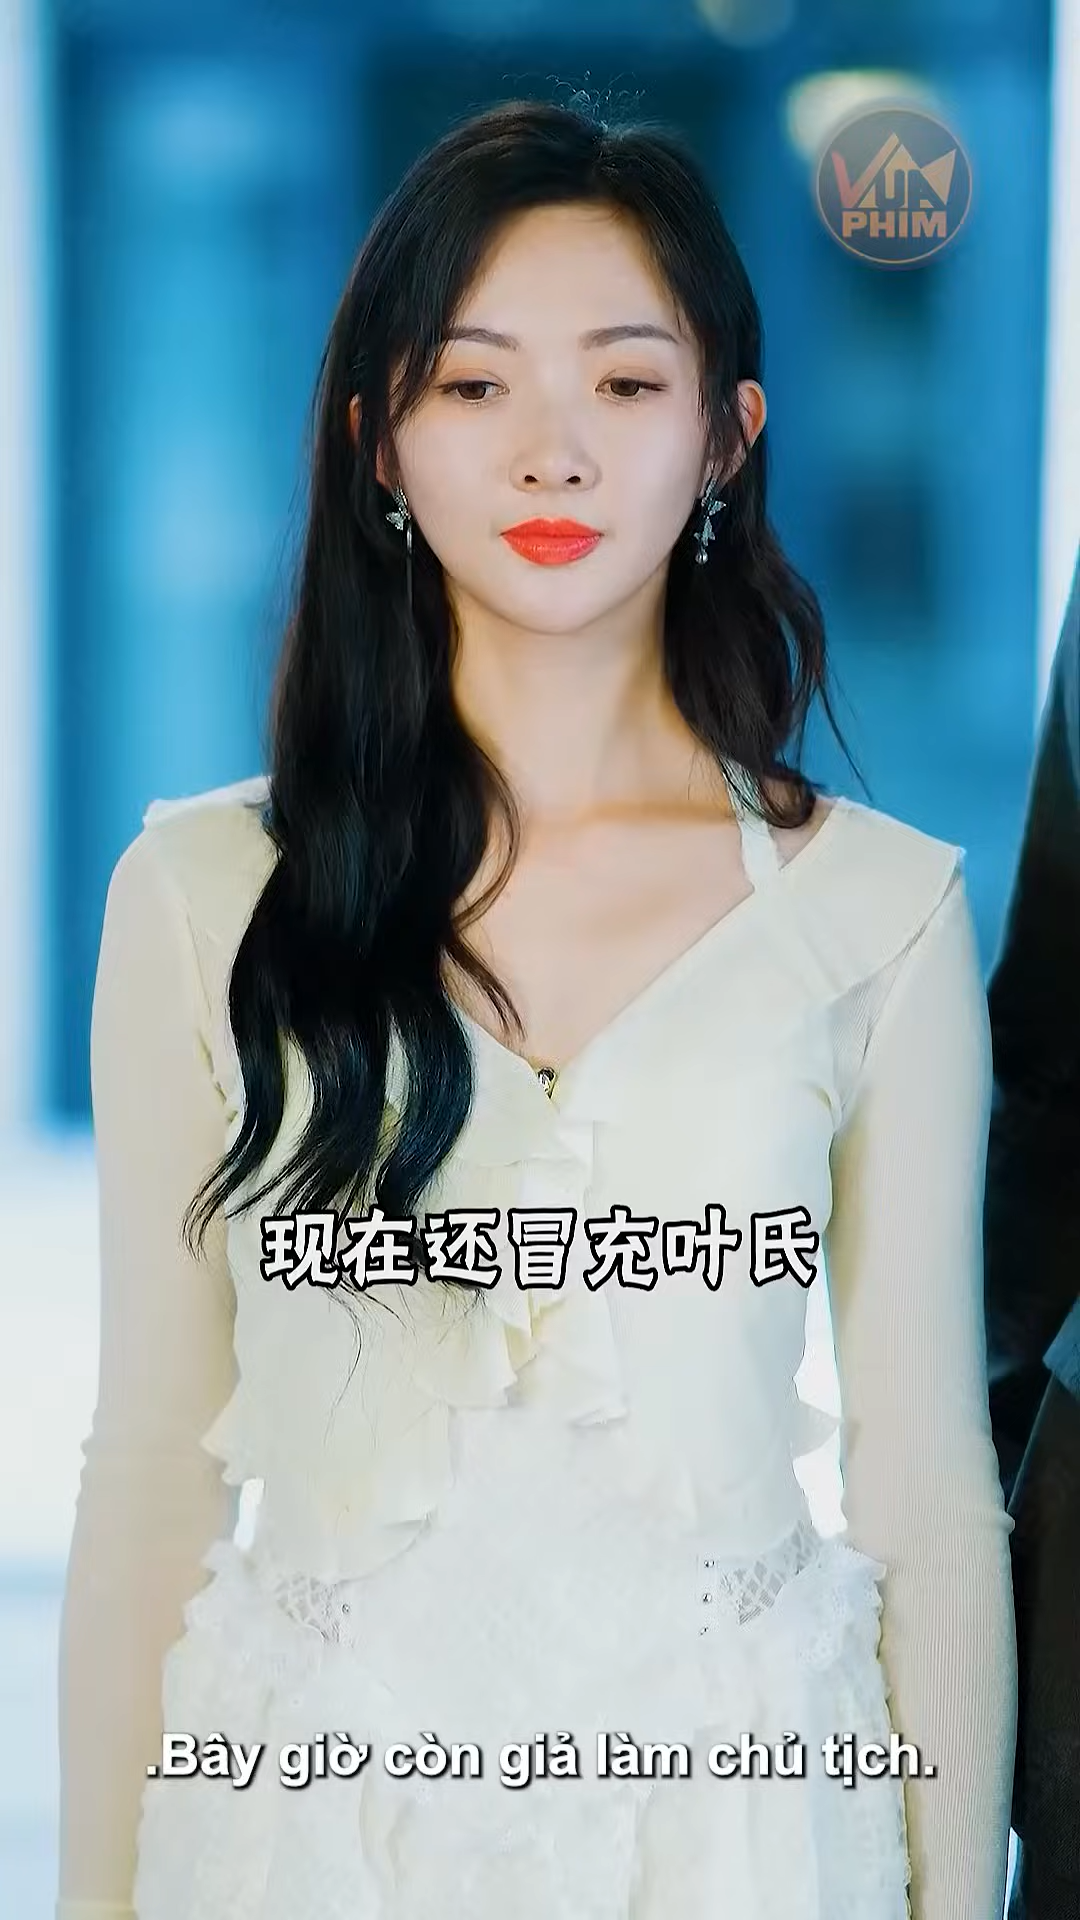 VUA
PHIM
现在还冒充叶氏
.Bây giờ còn giả làm chủ tịch.